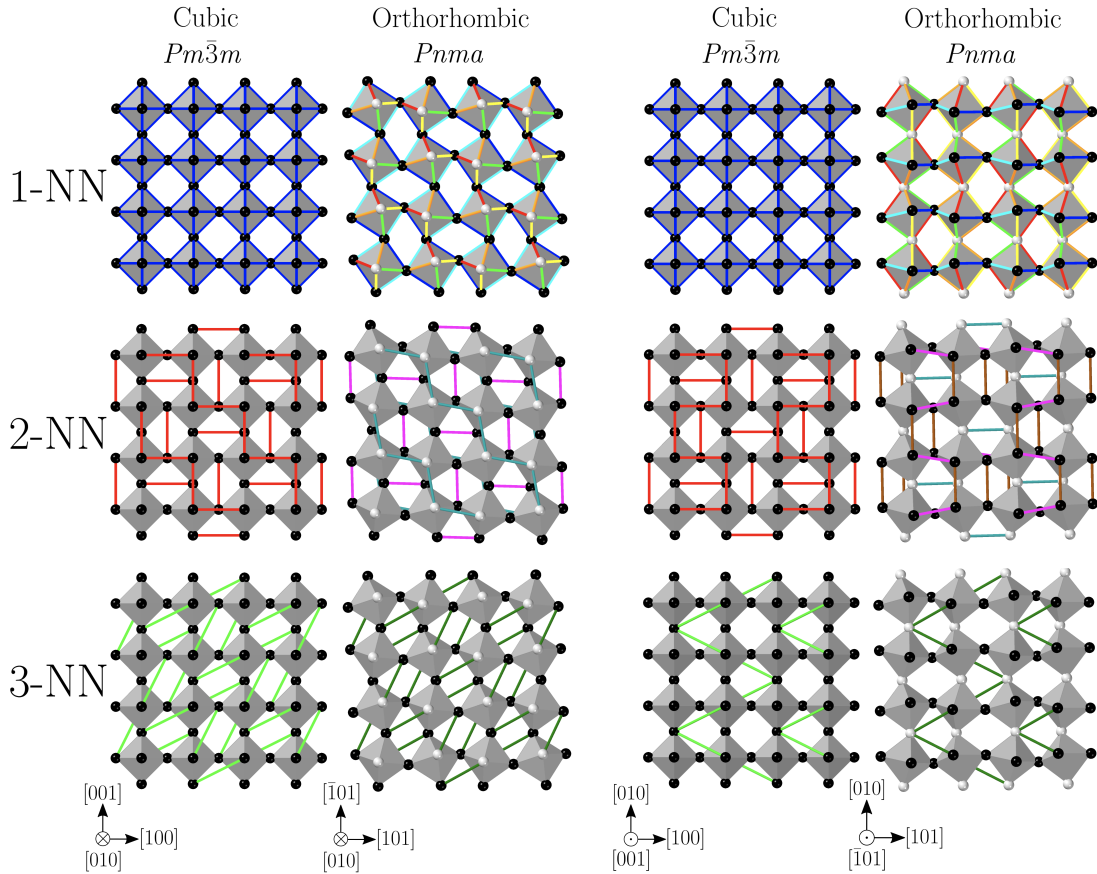 Cubic Orthorhombic Cubic Orthorhombic
Pm3̄m Pnma Pm3̄m Pnma
1-NN
2-NN
3-NN
[001] [1̄01] [010] [010]
[100] [101] [100] [101]
[010] [010] [001] [1̄01]